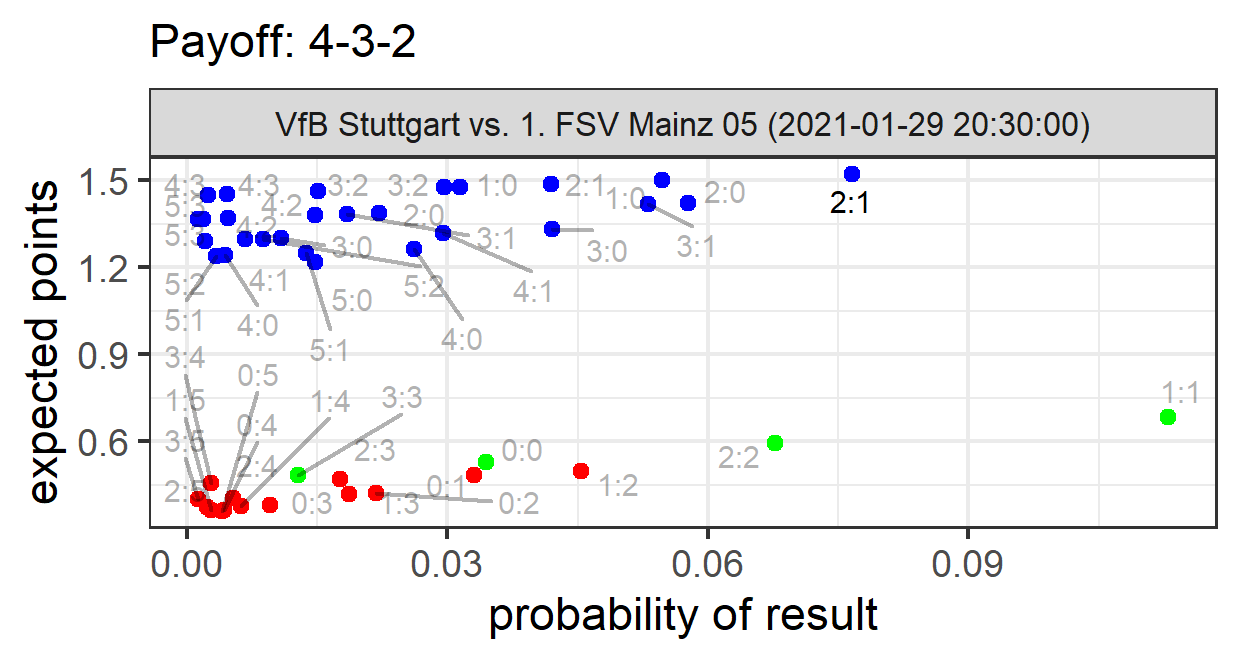 Payoff: 4-3-2
VfB Stuttgart vs. 1. FSV Mainz 05 (2021-01-29 20:30:00)
expected points
1.5
1.2
0.9
0.6
4:3 4:3 3:2 3:2 1:0 2:1 1:0 2:0
4:2 2:0 2:1
4:2 3:0 3:1 3:0 3:1
5:2 4:1 5:0 5:2 4:1
5:1 4:0 5:1 4:0
3:4 0:5
1:5 1:4 3:3 1:1
3:5 0:4 2:3 0:0 2:2
2:4 0:3 1:3 0:1 0:2 1:2
0.00 0.03 0.06 0.09
probability of result